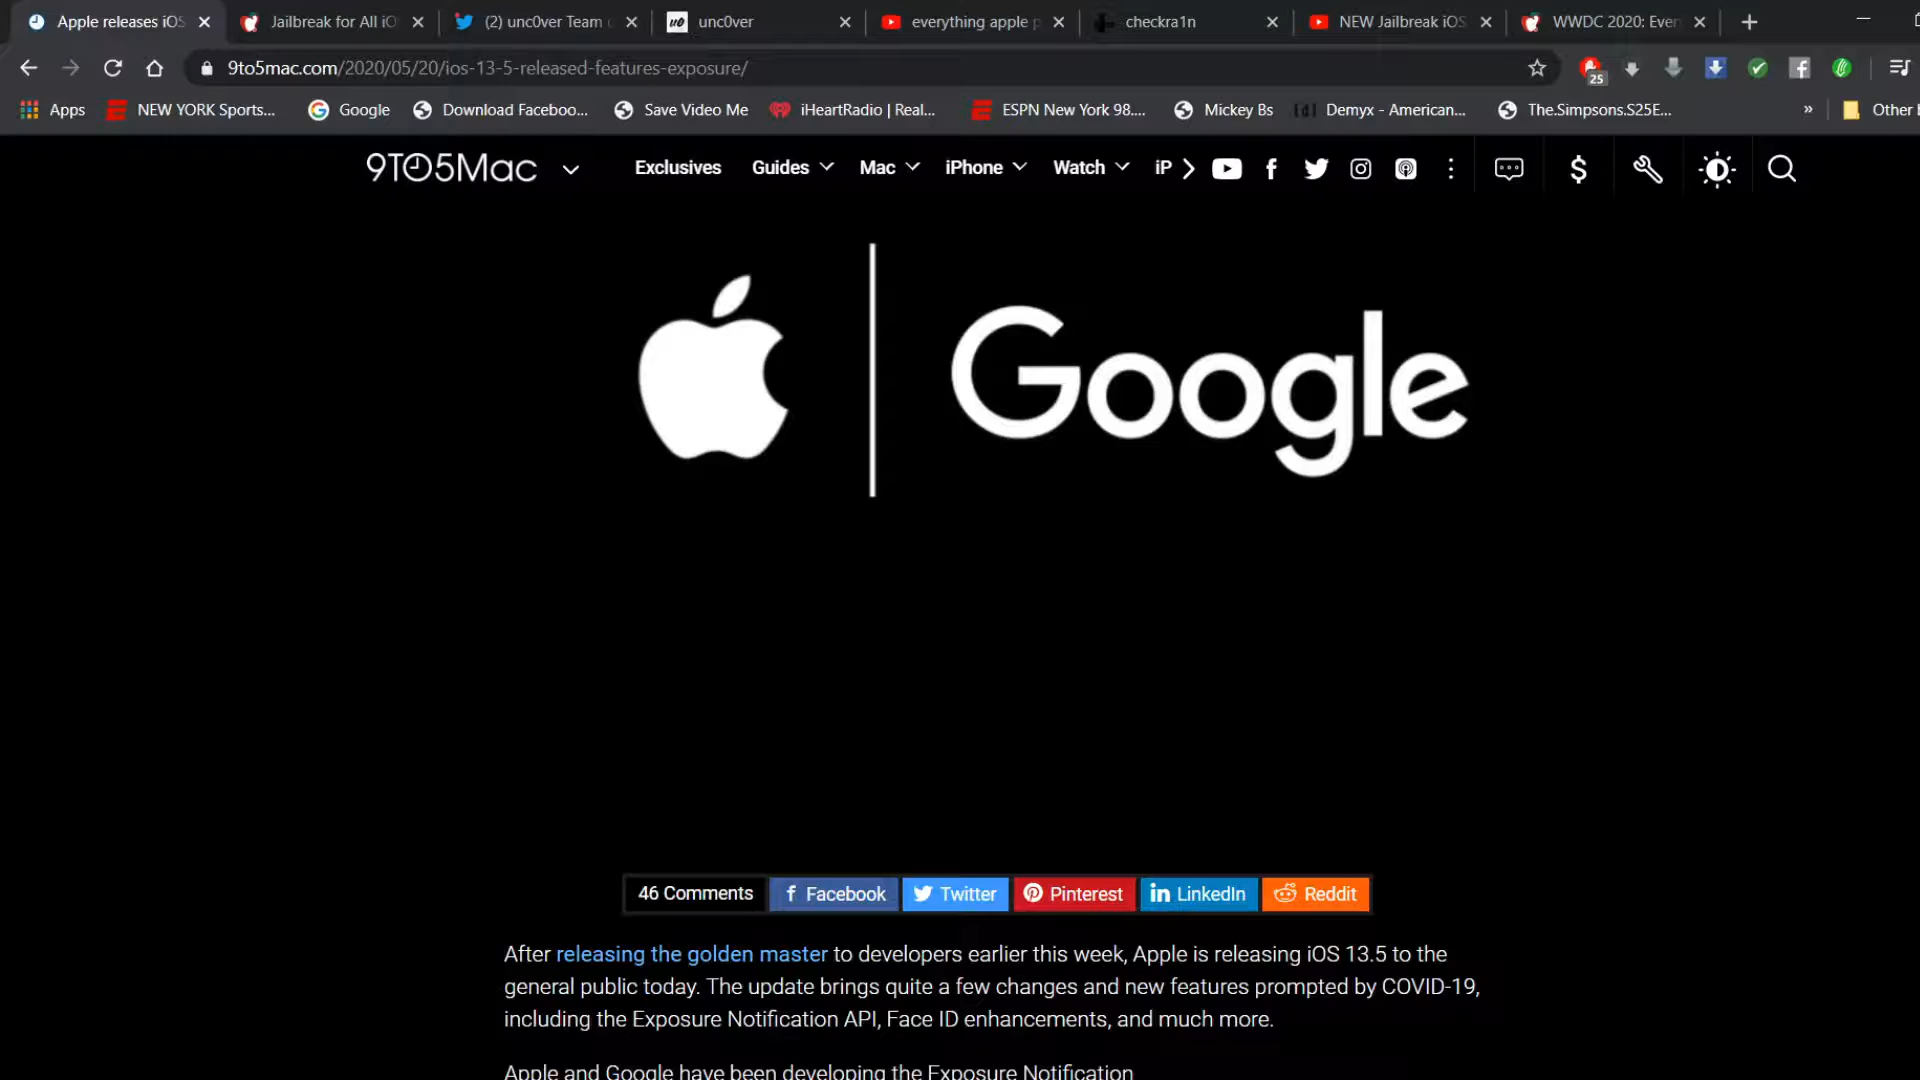 Apple releases iOS
Jailbreak for All iO
(2) unc0ver Team
u0 unc0ver
everything apple p
checkra1n
NEW Jailbreak iOS
WWDC 2020: Ever
9to5mac.com/2020/05/20/ios-13-5-released-features-exposure/
25
Apps
NEW YORK Sports...
Google
Download Faceboo...
Save Video Me
iHeartRadio | Real...
ESPN New York 98....
Mickey Bs
Demyx - American...
The.Simpsons.S25E...
»
Other
9TO5Mac
Exclusives
Guides
Mac
iPhone
Watch
iP
Google
46 Comments
Facebook
Twitter
Pinterest
LinkedIn
Reddit
After releasing the golden master to developers earlier this week, Apple is releasing iOS 13.5 to the
general public today. The update brings quite a few changes and new features prompted by COVID-19,
including the Exposure Notification API, Face ID enhancements, and much more.
Apple and Google have been developing the Exposure Notification